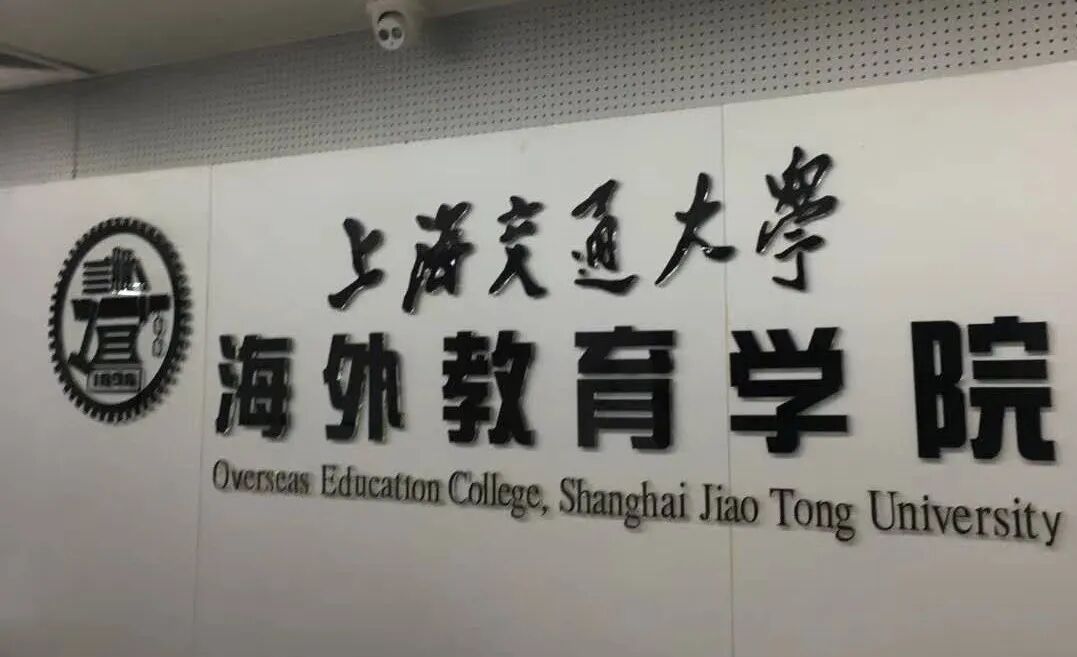 上海交通大學
海外教育学院
Overseas Education College, Shanghai Jiao Tong University
1896